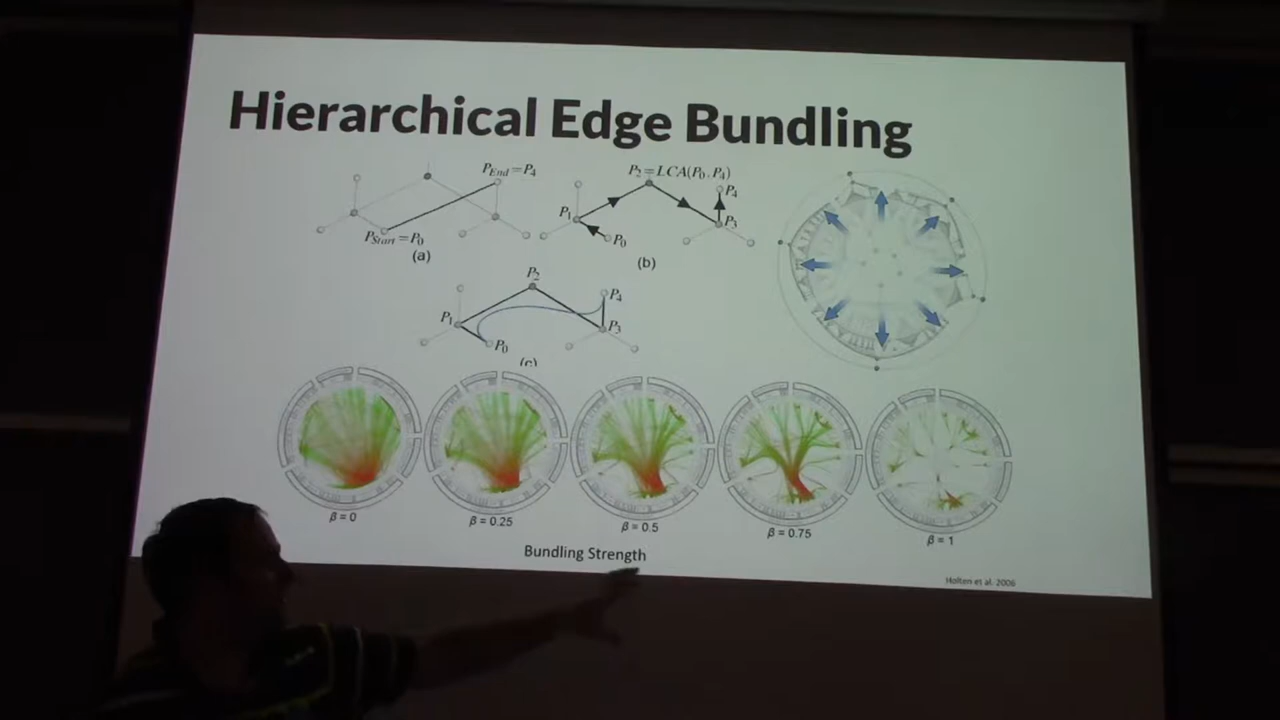 Hierarchical Edge Bundling
P_End = P_4
P_Start = P_0
(a)
P_2 = LCA(P_0, P_4)
P_1
P_4
P_3
P_0
(b)
P_2
P_1
P_4
P_3
P_0
(c)
β = 0
β = 0.25
β = 0.5
β = 0.75
β = 1
Bundling Strength
Holten et al. 2006